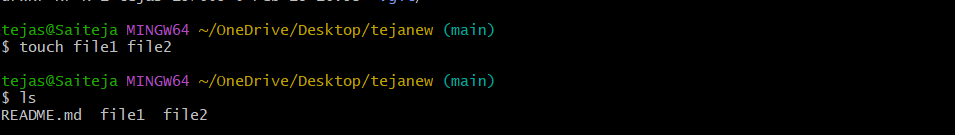 tejas@Saiteja MINGW64 ~/OneDrive/Desktop/tejanew (main)
$ touch file1 file2
tejas@Saiteja MINGW64 ~/OneDrive/Desktop/tejanew (main)
$ ls
README.md  file1  file2